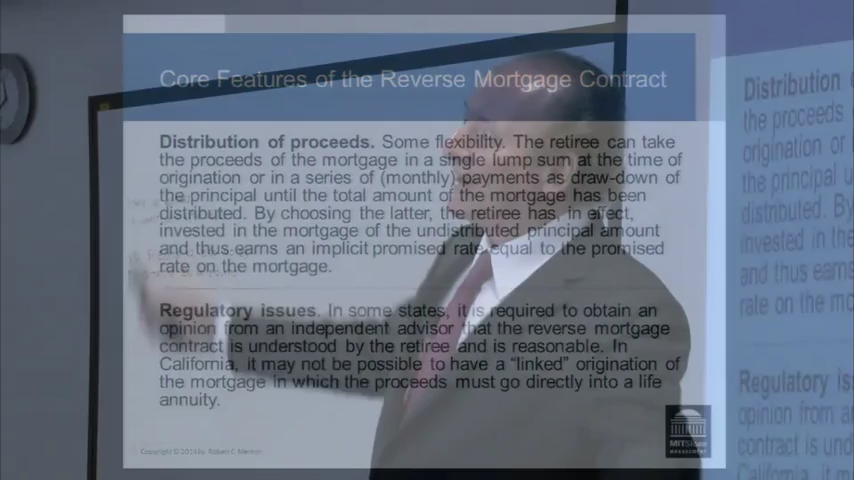 Core Features of the Reverse Mortgage Contract
Distribution of proceeds. Some flexibility. The retiree can take
the proceeds of the mortgage in a single lump sum at the time of
origination or in a series of (monthly) payments as draw-down of
the principal until the total amount of the mortgage has been
distributed. By choosing the latter, the retiree has in effect,
invested in the mortgage of the undistributed principal amount
and thus earns an implicit promised rate equal to the promised
rate on the mortgage.
Regulatory issues. In some states, it is required to obtain an
opinion from an independent advisor that the reverse mortgage
contract is understood by the retiree and is reasonable. In
California, it may not be possible to have a “linked” origination of
the mortgage in which the proceeds must go directly into a life
annuity.
Copyright © 2014 by Robert C. Merton
MIT
MANAGEMENT
Distribution
the proceeds
origination or
the principal u
distributed. By
invested in the
and thus earns
rate on the mo
Regulatory is
opinion from a
contract is und
California, it m